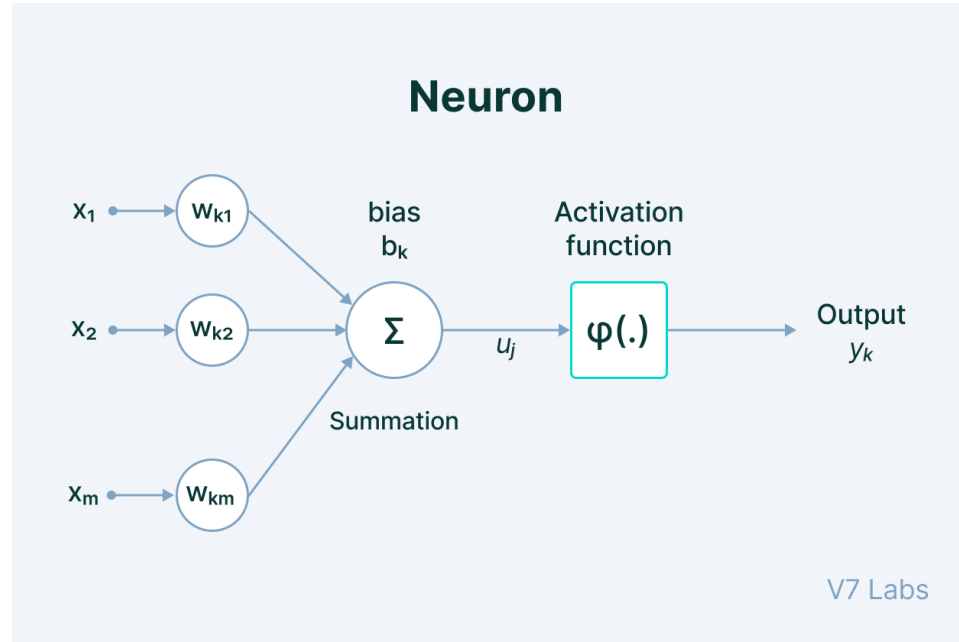 Neuron
x₁
wₖ₁
bias
bₖ
Activation
function
x₂
wₖ₂
Σ
uⱼ
φ(.)
Output
yₖ
Summation
xₘ
wₖₘ
V7 Labs